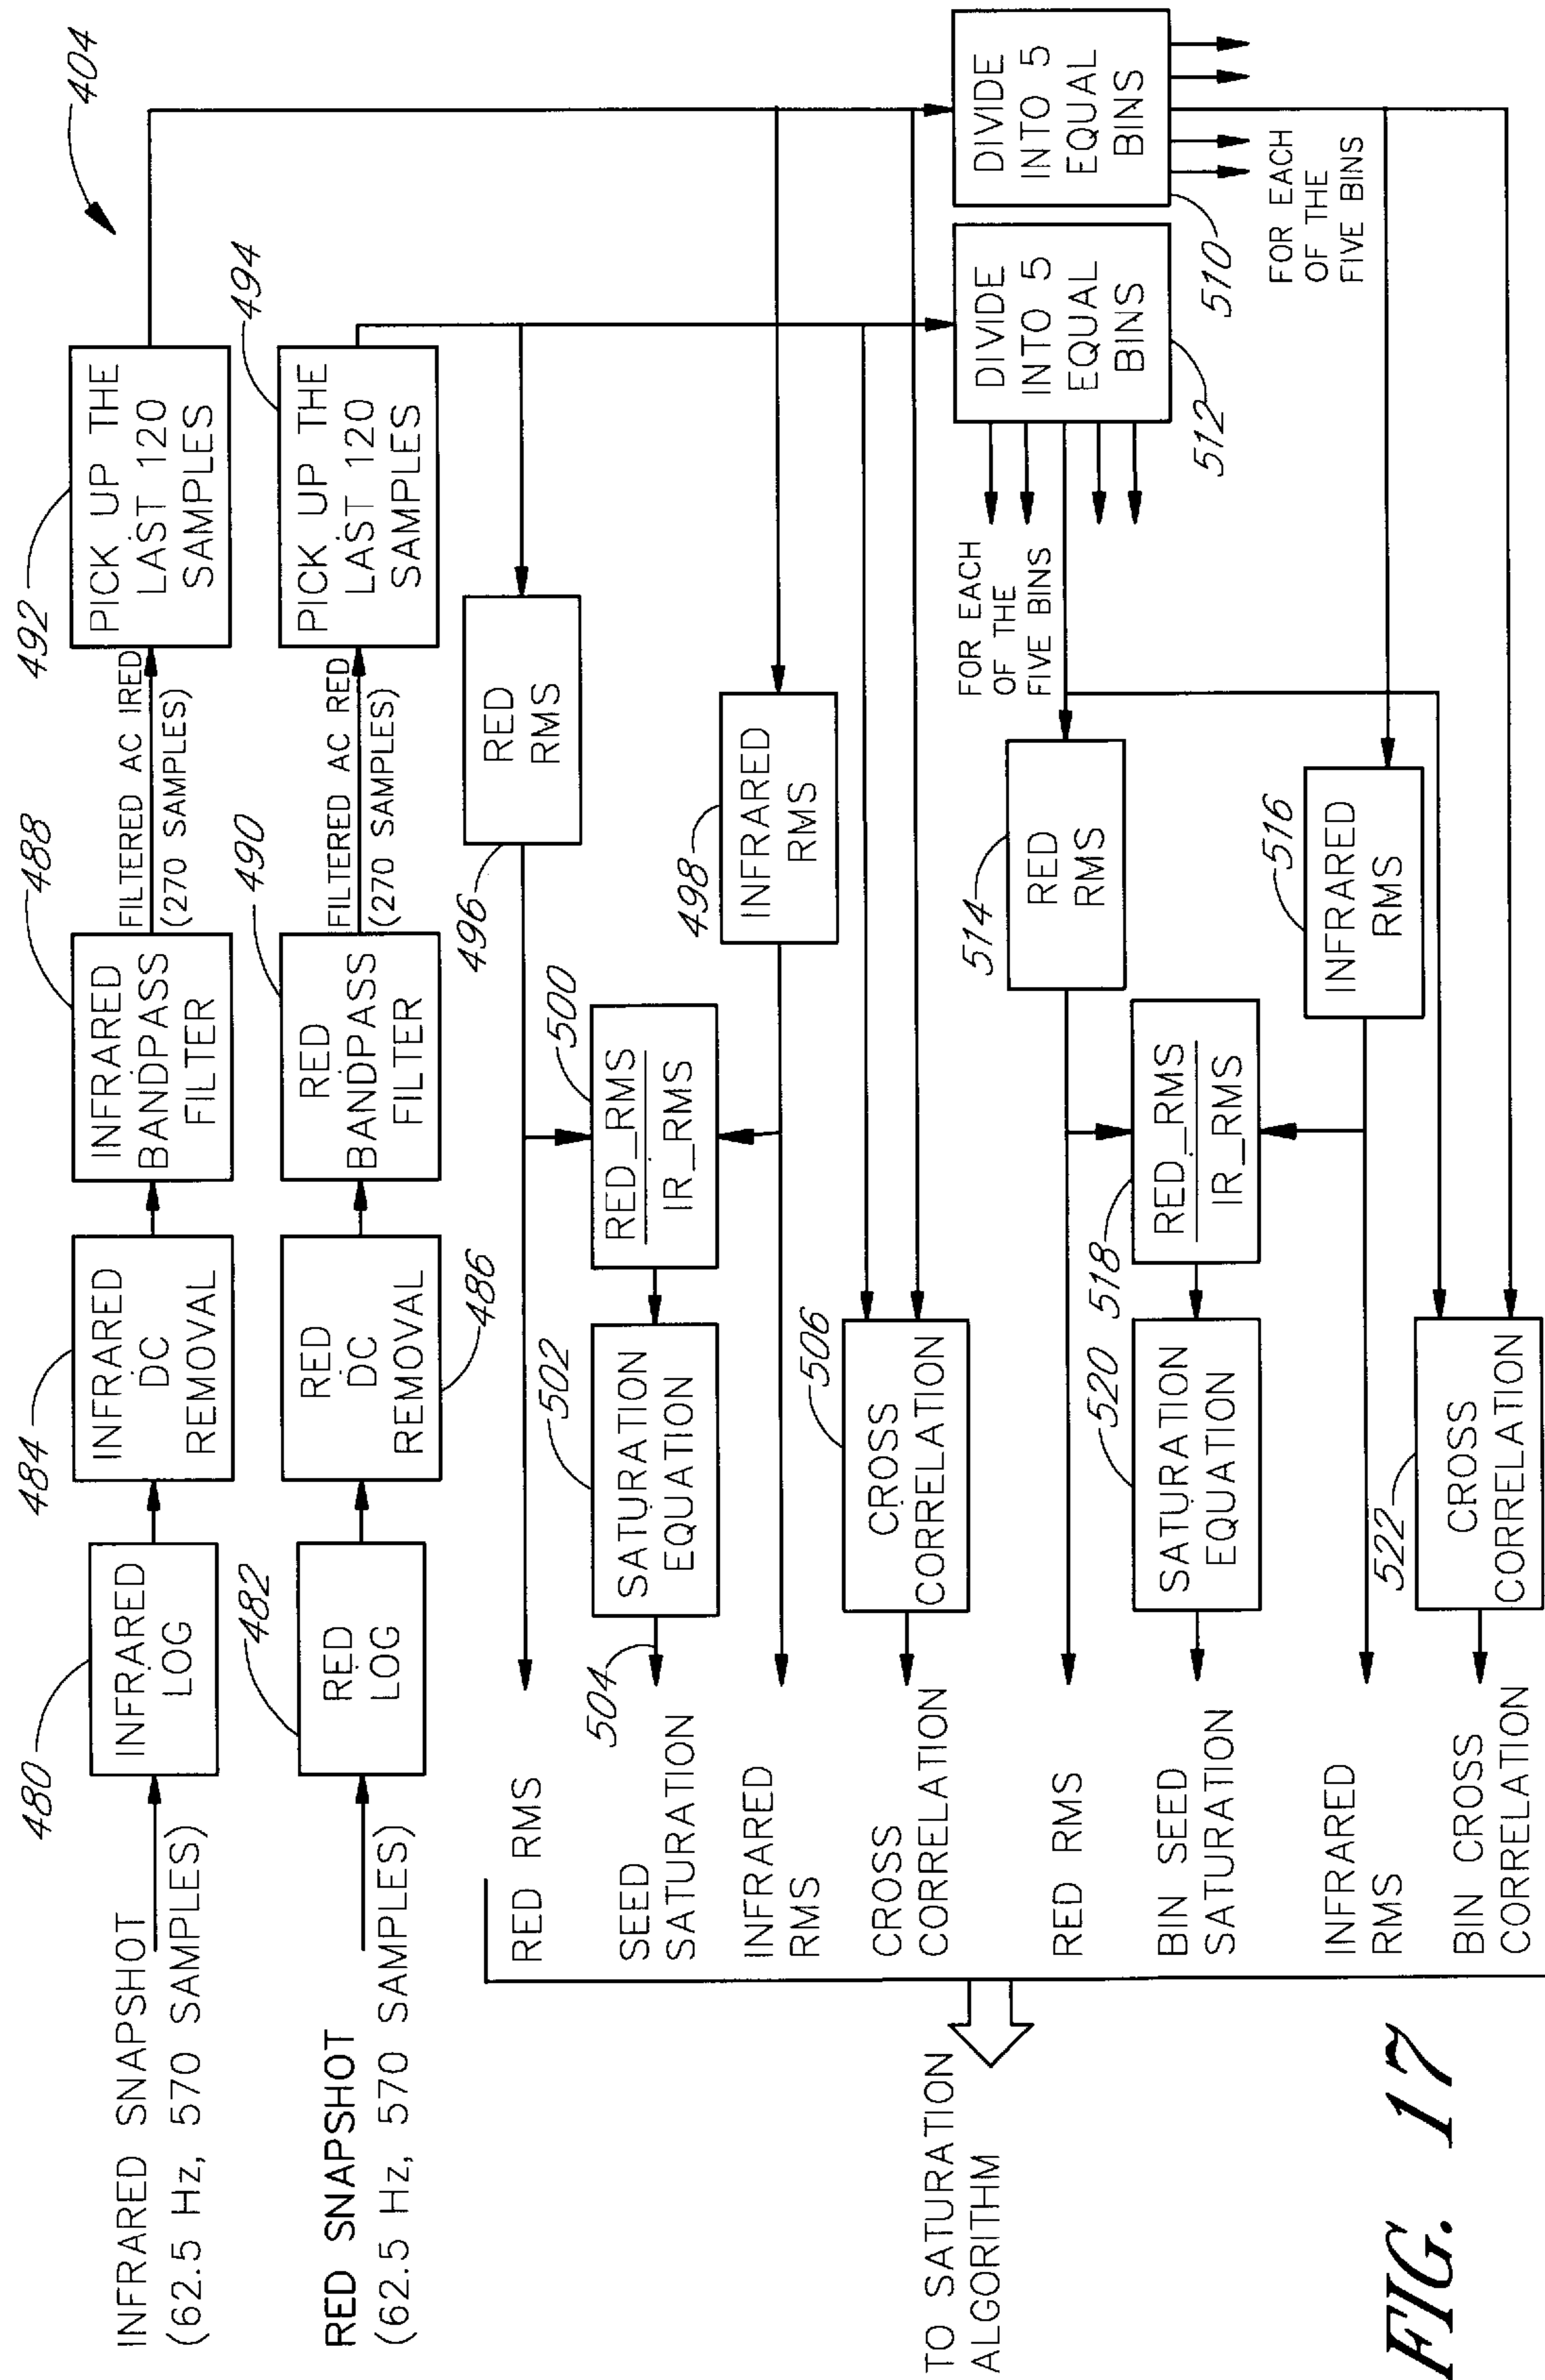 404
INFRARED SNAPSHOT
(62.5 Hz, 570 SAMPLES)
480
INFRARED
LOG
484
INFRARED
DC
REMOVAL
488
INFRARED
BANDPASS
FILTER
FILTERED AC IRED
(270 SAMPLES)
492
PICK UP THE
LAST 120
SAMPLES
RED SNAPSHOT
(62.5 Hz, 570 SAMPLES)
482
RED
LOG
RED
DC
REMOVAL
486
490
RED
BANDPASS
FILTER
FILTERED AC RED
(270 SAMPLES)
494
PICK UP THE
LAST 120
SAMPLES
RED RMS
496
RED
RMS
SEED
SATURATION
504
502
SATURATION
EQUATION
500
RED_RMS
IR_RMS
INFRARED
RMS
498
INFRARED
RMS
CROSS
CORRELATION
506
CROSS
CORRELATION
512
DIVIDE
INTO 5
EQUAL
BINS
510
DIVIDE
INTO 5
EQUAL
BINS
FOR EACH
OF THE
FIVE BINS
FOR EACH
OF THE
FIVE BINS
RED RMS
514
RED
RMS
BIN SEED
SATURATION
520
SATURATION
EQUATION
518
RED_RMS
IR_RMS
INFRARED
RMS
516
INFRARED
RMS
BIN CROSS
CORRELATION
522
CROSS
CORRELATION
TO SATURATION
ALGORITHM
FIG. 17